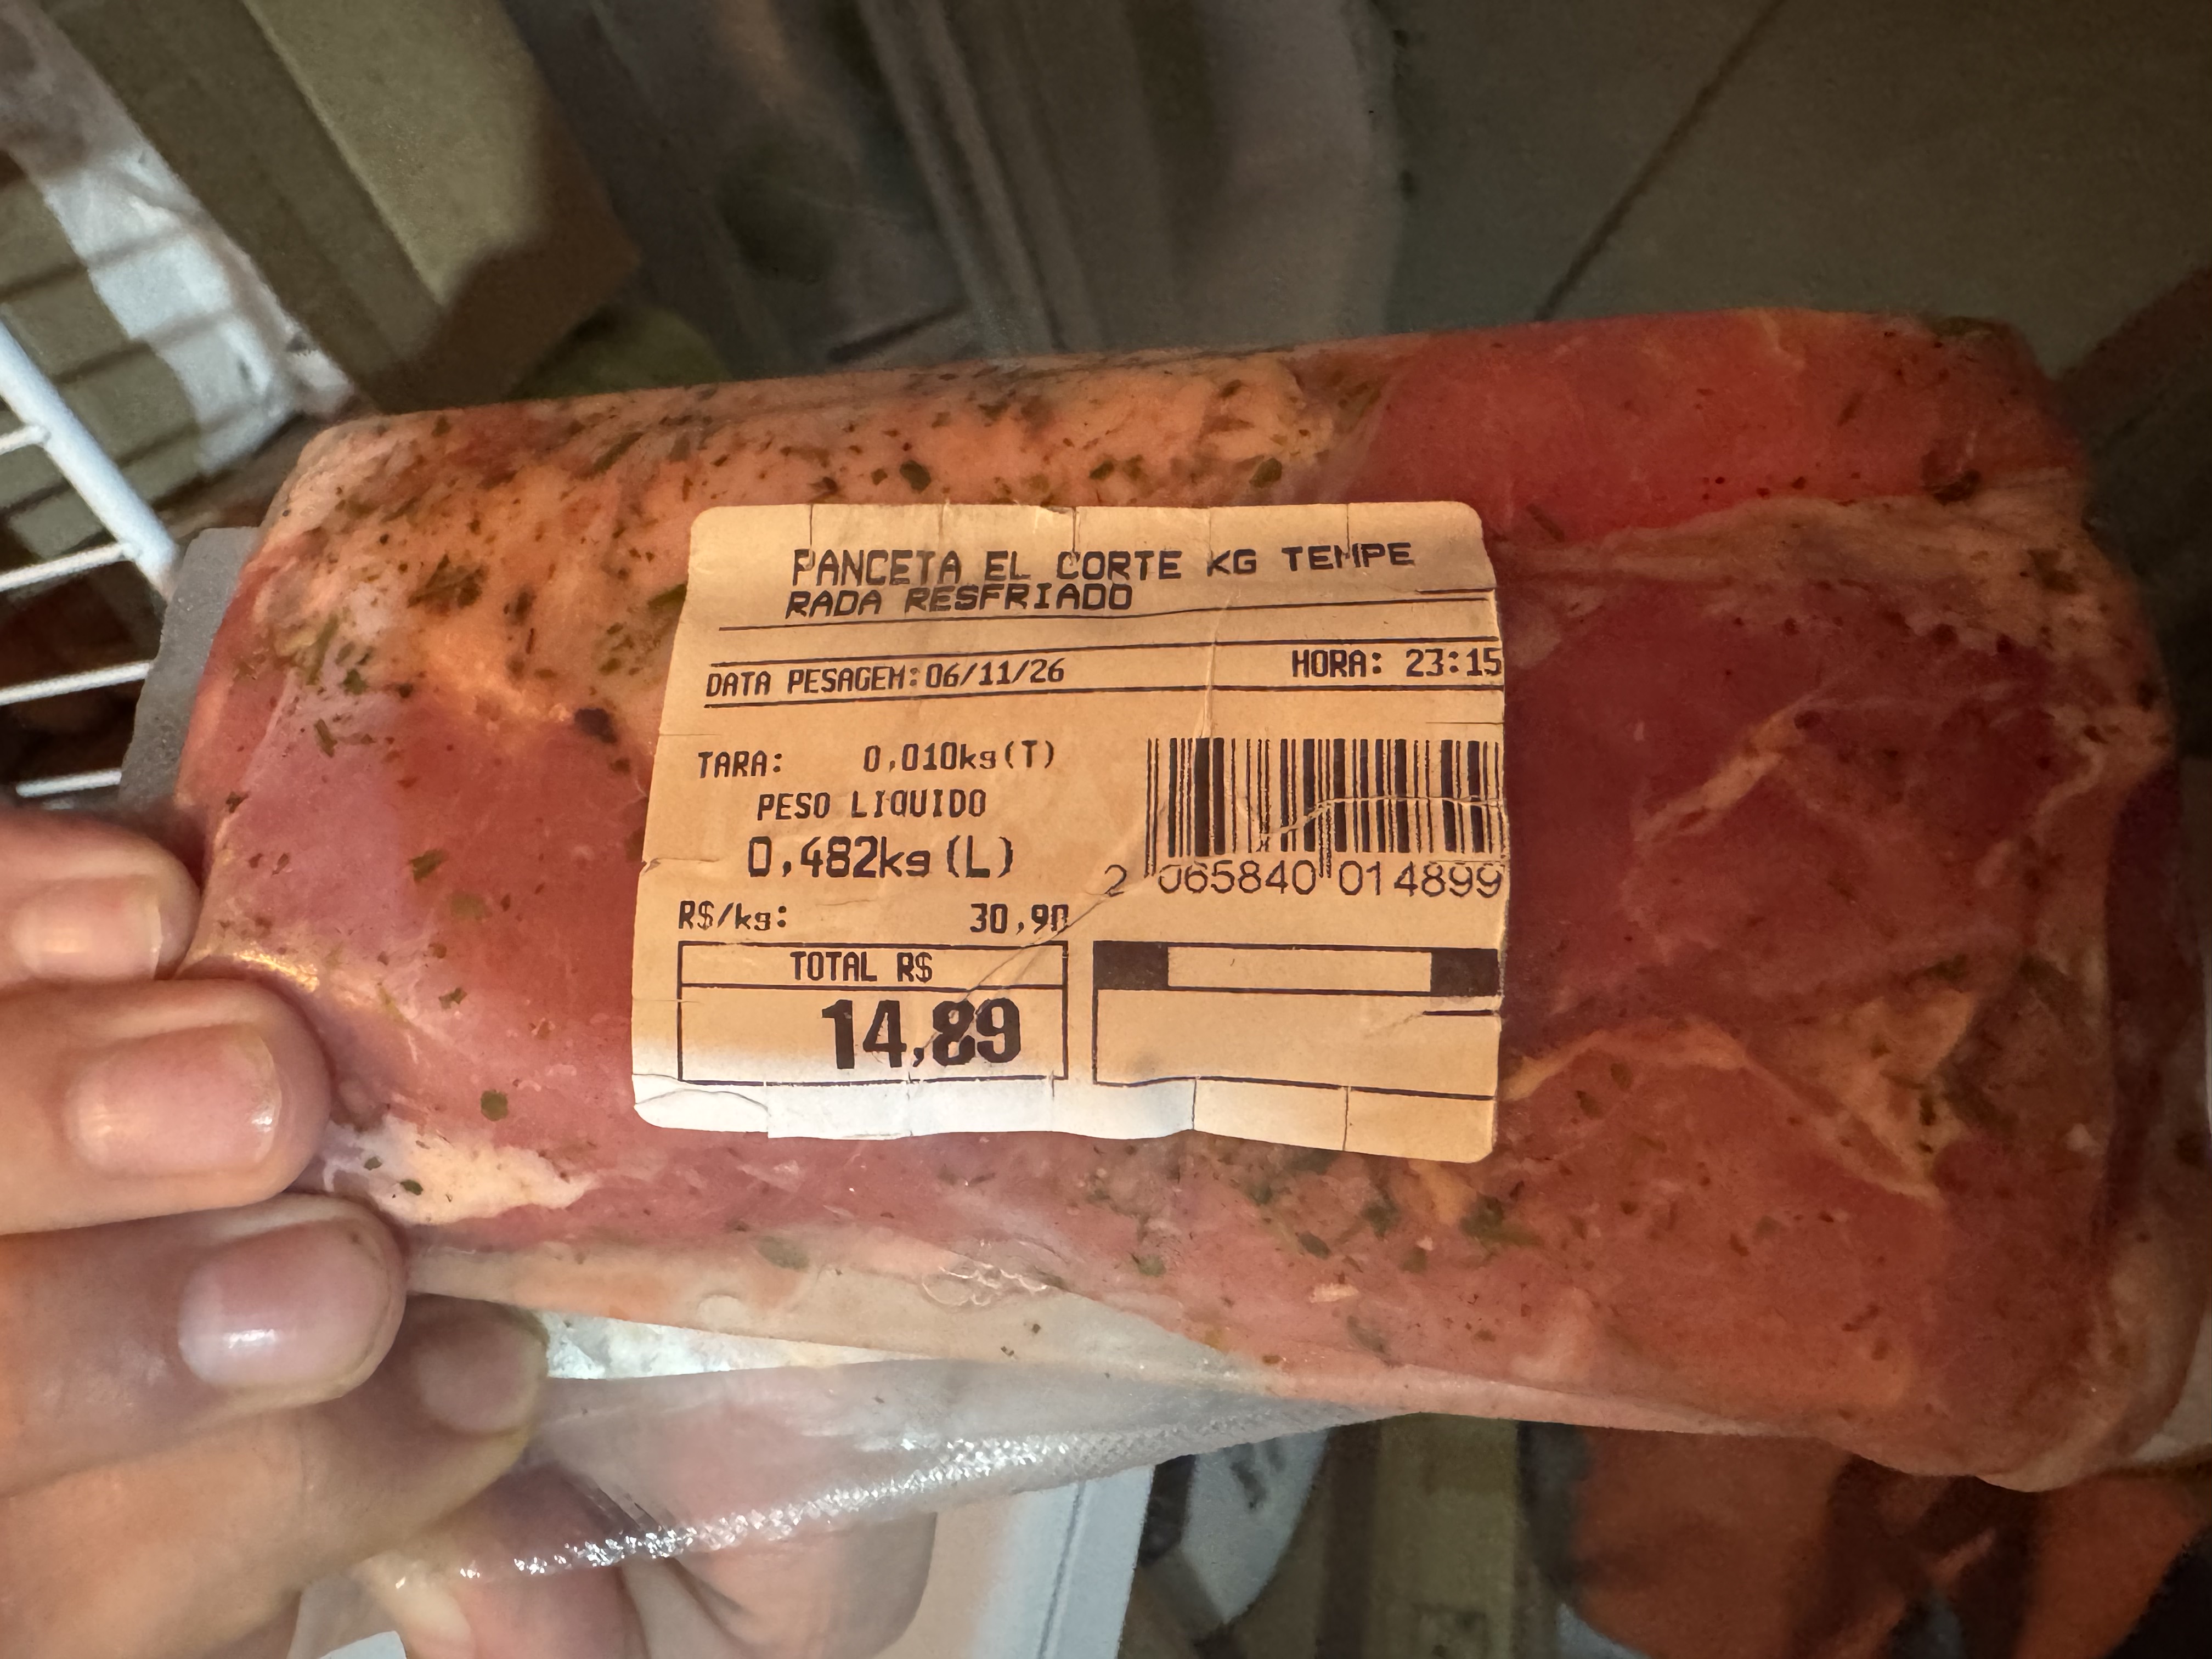 PANCETA EL CORTE KG TEMPE
RADA RESFRIADO
DATA PESAGEM:06/11/26 HORA: 23:15
TARA: 0,010kg(T)
PESO LIQUIDO
0,482kg(L)
2 065840 014899
R$/kg: 30,90
TOTAL R$
14,89